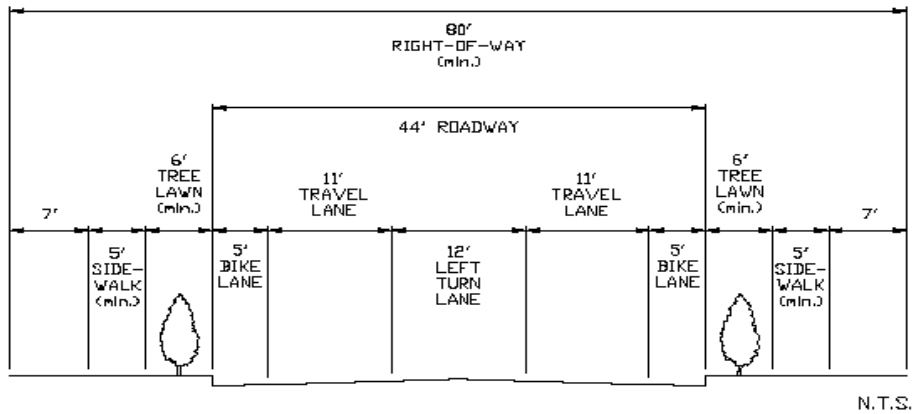 80'
RIGHT-OF-WAY
(min.)
44' ROADWAY
6'
TREE
LAWN
(min.)
11'
TRAVEL
LANE
11'
TRAVEL
LANE
6'
TREE
LAWN
(min.)
7'
7'
5'
SIDE-
WALK
(min.)
5'
BIKE
LANE
12'
LEFT
TURN
LANE
5'
BIKE
LANE
5'
SIDE-
WALK
(min.)
N.T.S.